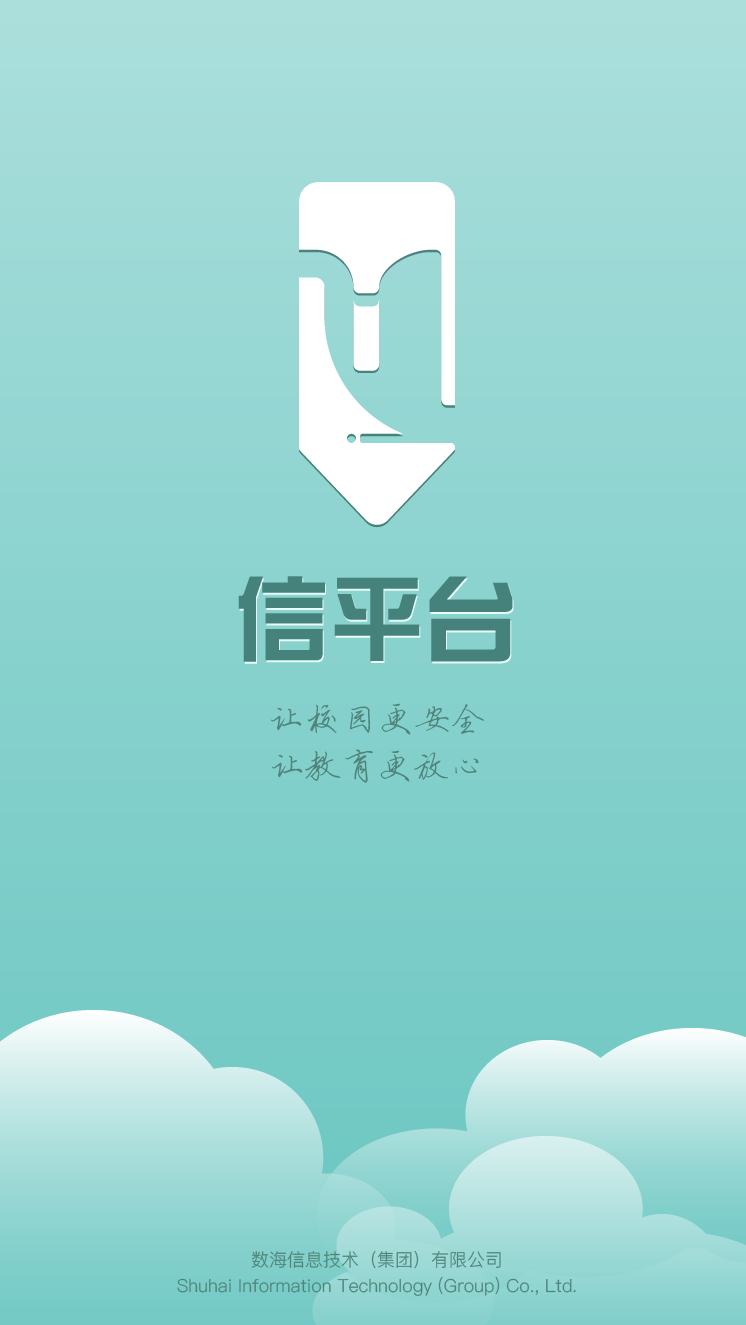 信平台
让校园更安全
让教育更放心
数海信息技术（集团）有限公司
Shuhai Information Technology (Group) Co., Ltd.